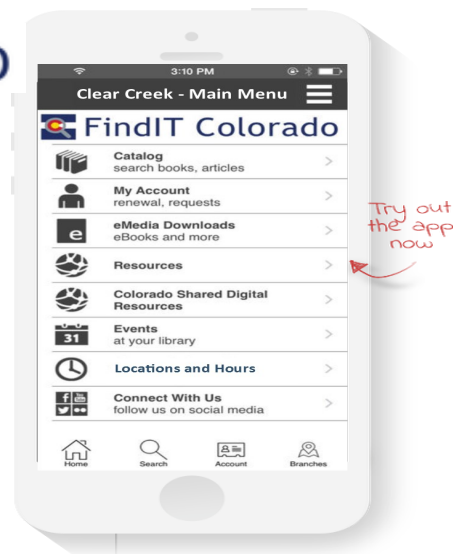 3:10 PM
Clear Creek - Main Menu
FindIT Colorado
Catalog
search books, articles
My Account
renewal, requests
eMedia Downloads
eBooks and more
Resources
Colorado Shared Digital
Resources
Events
at your library
Locations and Hours
Connect With Us
follow us on social media
Home
Search
Account
Branches
Try out
the app
now
e
31